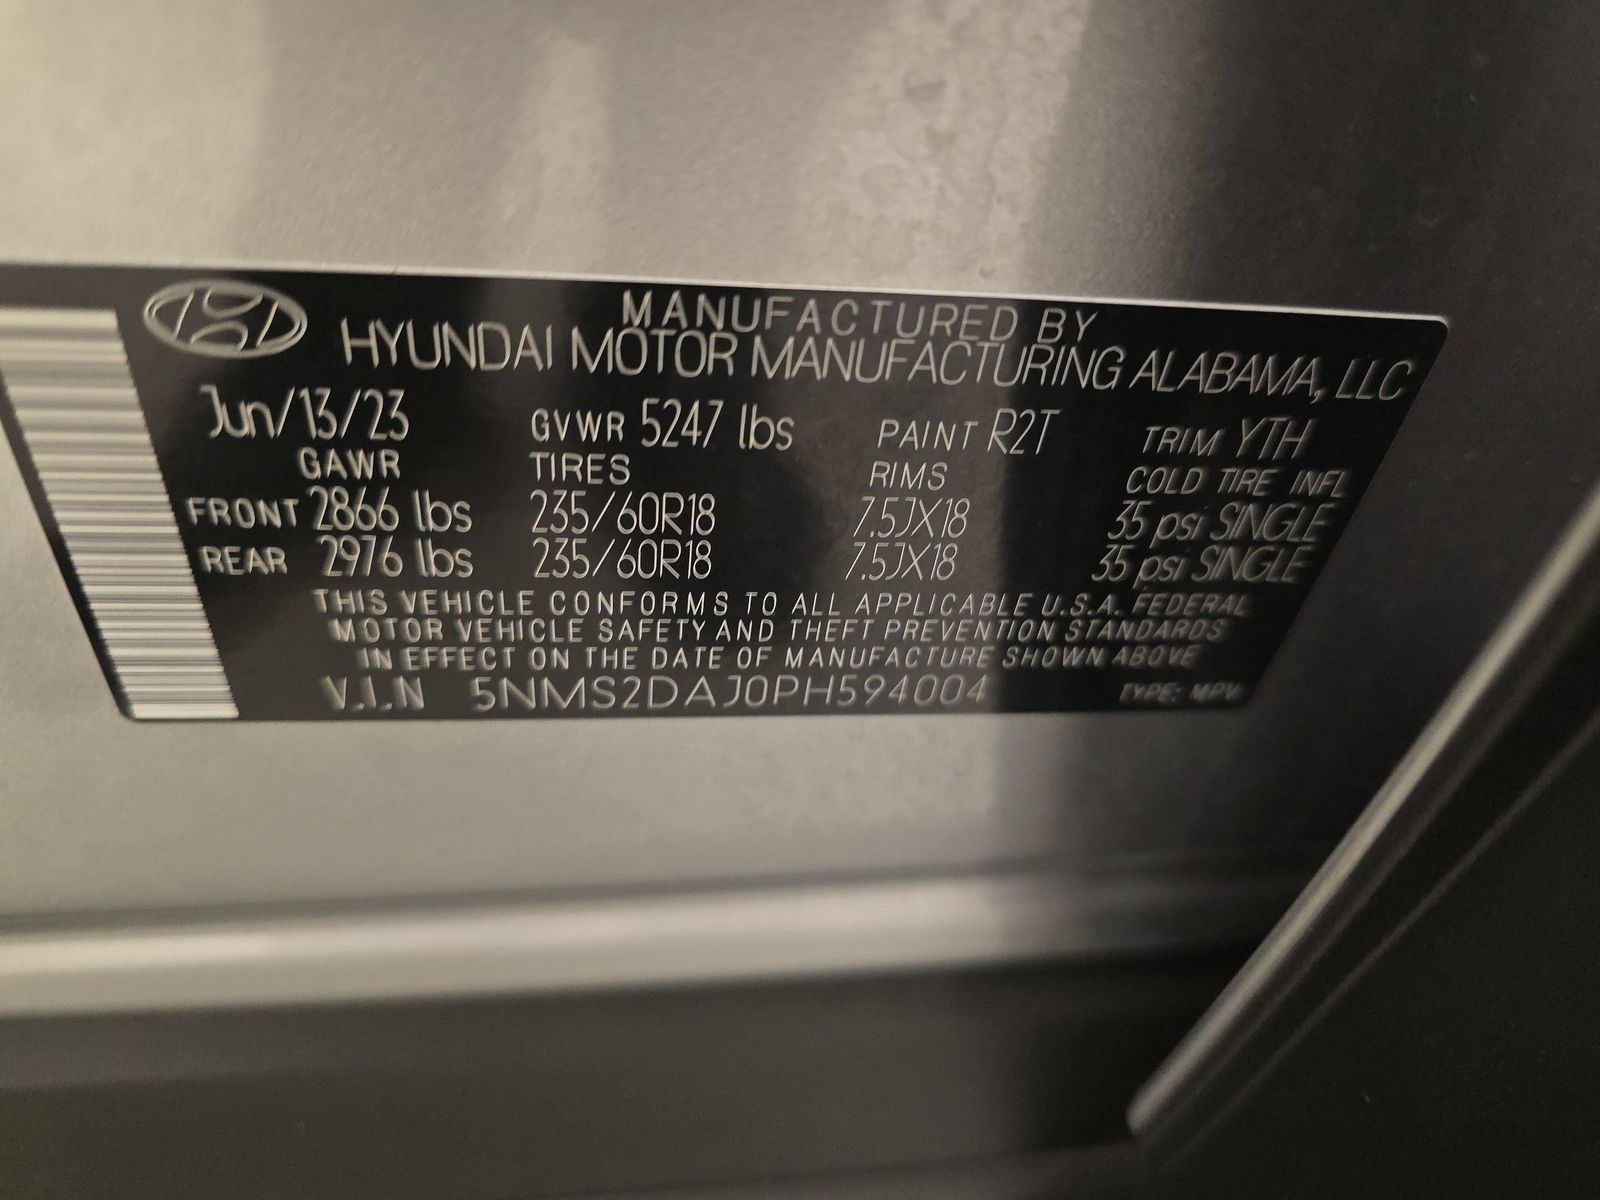 MANUFACTURED BY
HYUNDAI MOTOR MANUFACTURING ALABAMA, LLC
Jun/13/23 GVWR 5247 lbs PAINT R2T TRIM YTH
GAWR TIRES RIMS COLD TIRE INFL
FRONT 2866 lbs 235/60R18 7.5JX18 35 psi SINGLE
REAR 2976 lbs 235/60R18 7.5JX18 35 psi SINGLE
THIS VEHICLE CONFORMS TO ALL APPLICABLE U.S.A. FEDERAL
MOTOR VEHICLE SAFETY AND THEFT PREVENTION STANDARDS
IN EFFECT ON THE DATE OF MANUFACTURE SHOWN ABOVE
V.I.N 5NMS2DAJ0PH594004 TYPE: MPV